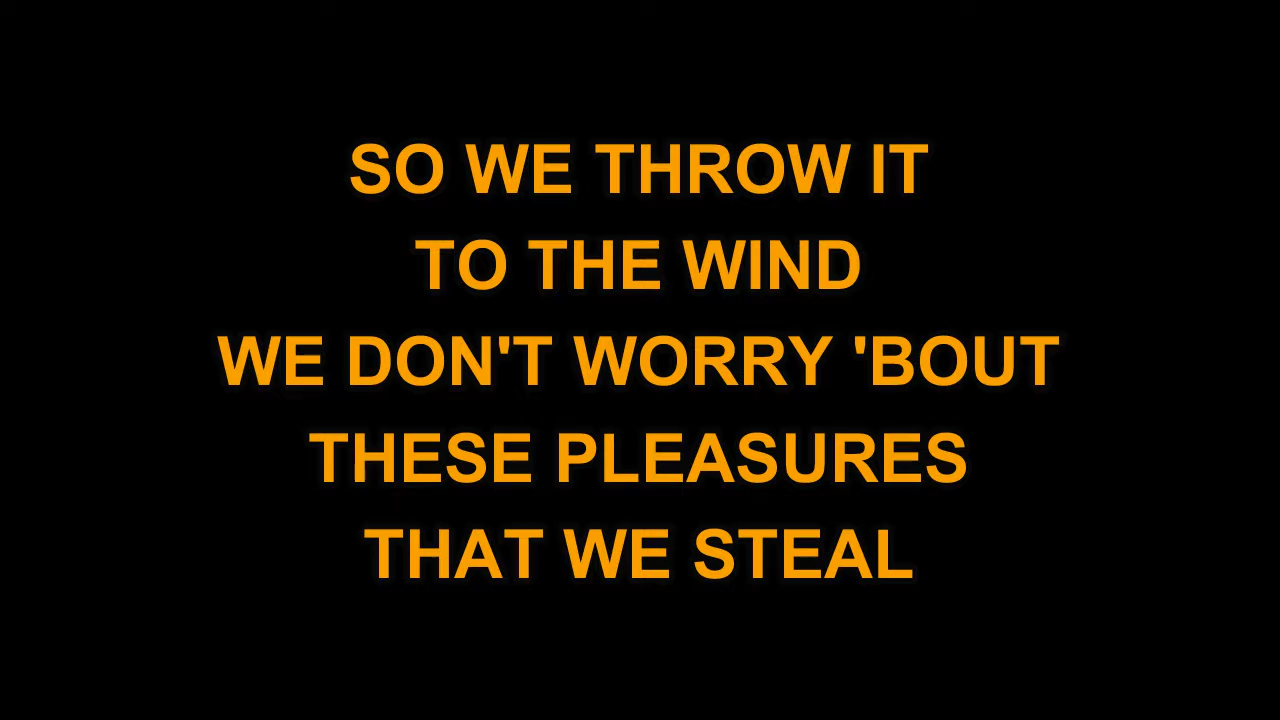 SO WE THROW IT
TO THE WIND
WE DON'T WORRY 'BOUT
THESE PLEASURES
THAT WE STEAL